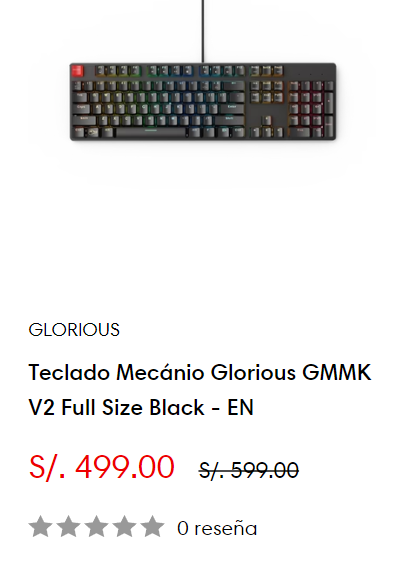 GLORIOUS
Teclado Mecánio Glorious GMMK
V2 Full Size Black - EN
S/. 499.00 S/. 599.00
0 reseña